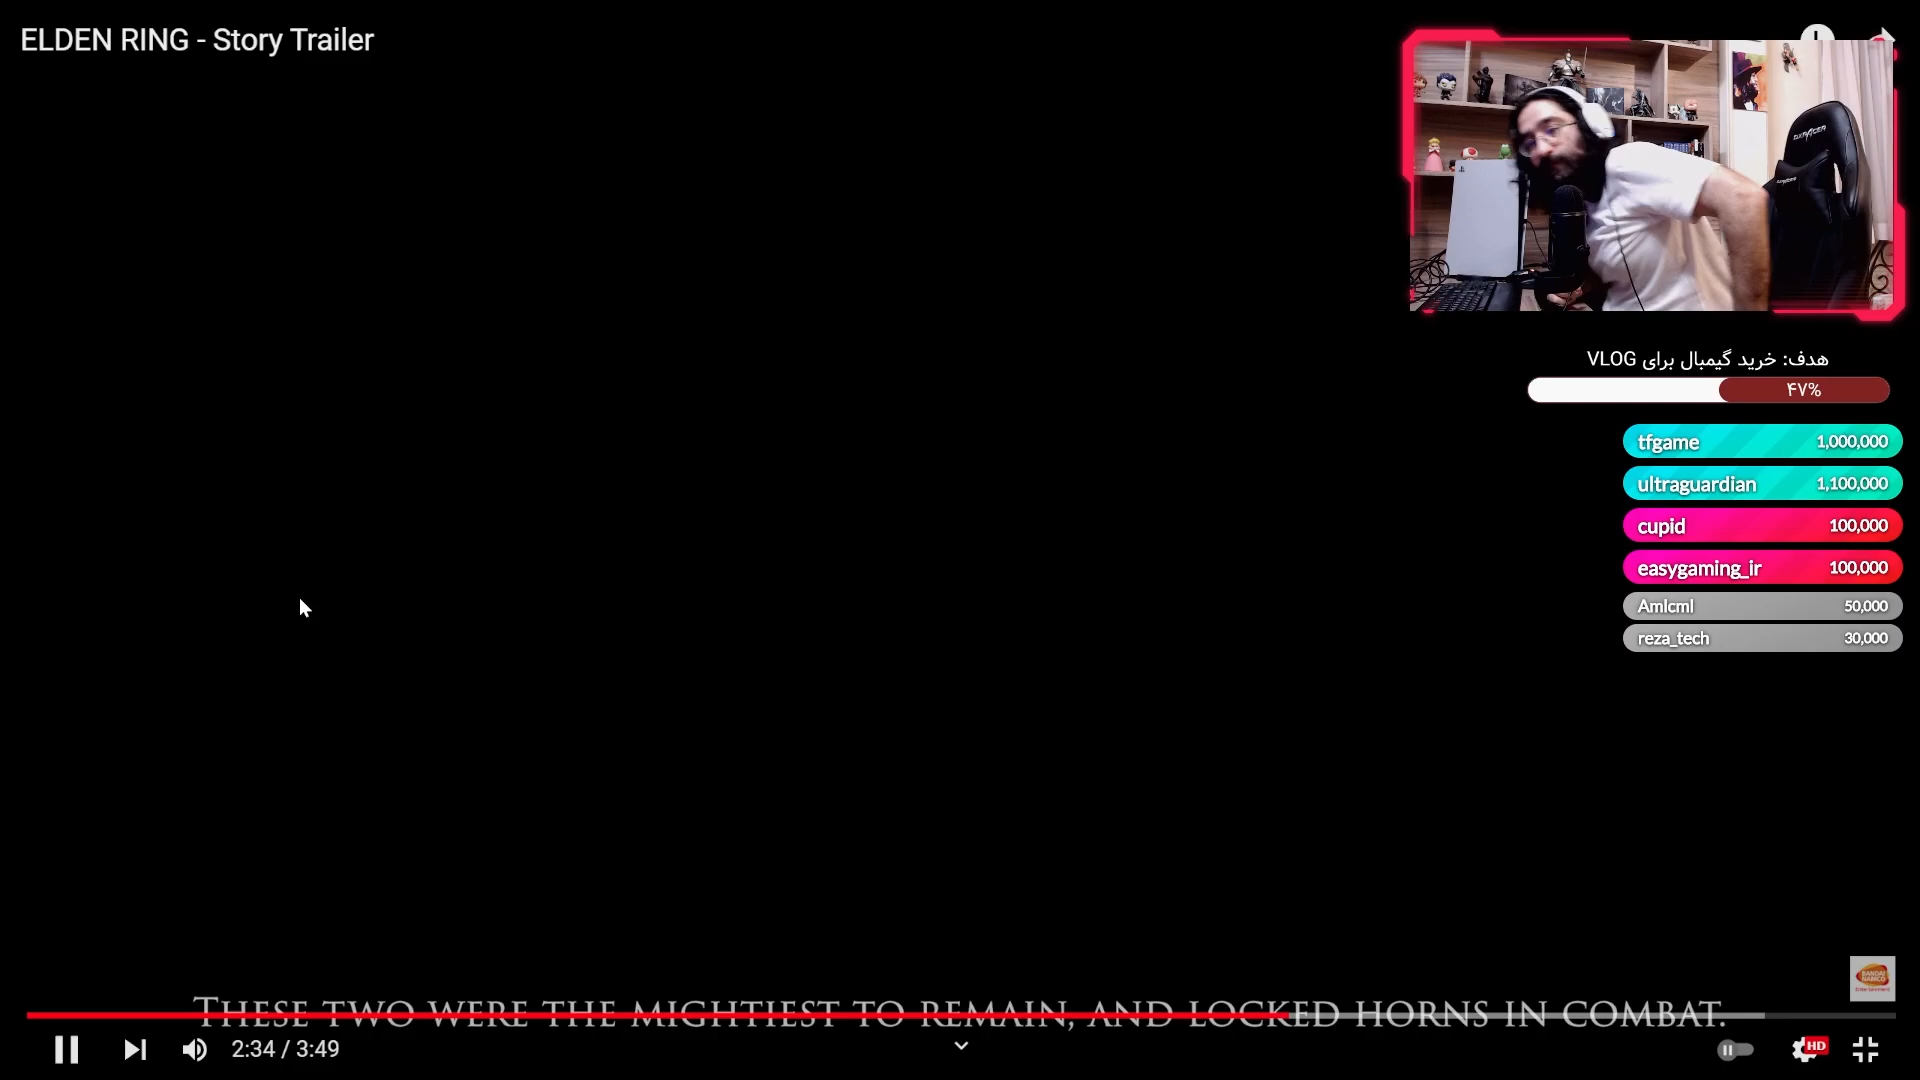 ELDEN RING - Story Trailer
هدف: خرید گیمبال برای VLOG
۴۷%
tfgame 1,000,000
ultraguardian 1,100,000
cupid 100,000
easygaming_ir 100,000
Amlcml 50,000
reza_tech 30,000
BANDAI NAMCO
THESE TWO WERE THE MIGHTIEST TO REMAIN, AND LOCKED HORNS IN COMBAT.
2:34 / 3:49
HD